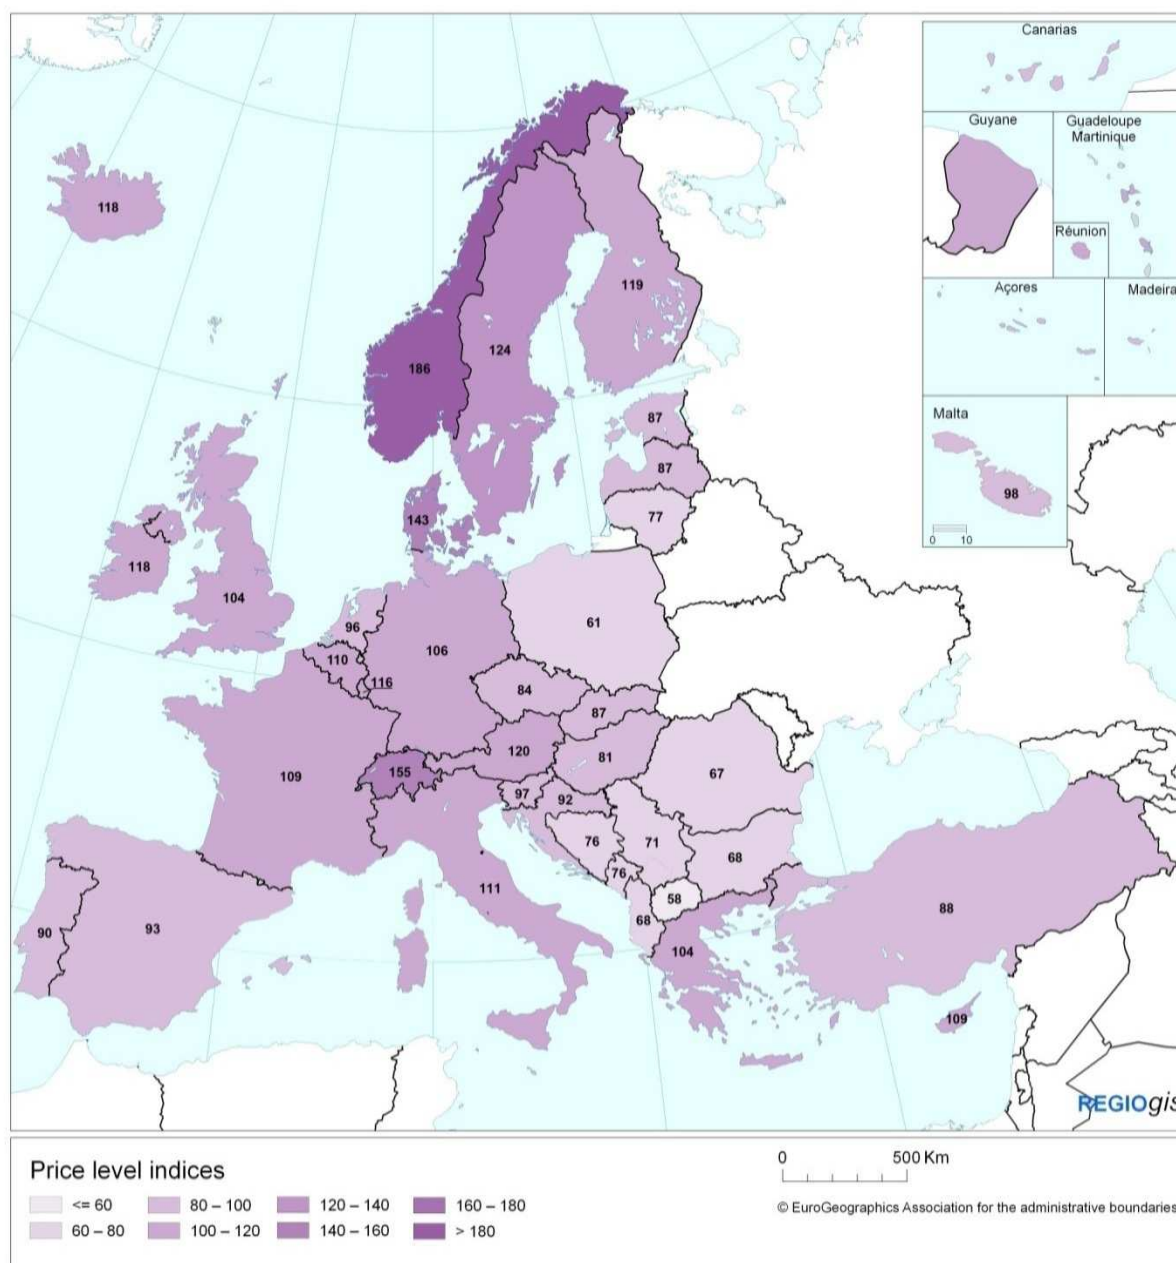 Canarias
Guyane
Guadeloupe
Martinique
Réunion
Açores
Madeira
Malta
98
0 10
118
186
124
119
87
87
77
143
118
104
96
110
116
106
61
84
87
120
81
155
109
97
92
67
76
71
68
76
58
68
111
104
90
93
88
109
REGIOgis
Price level indices
<= 60
60 – 80
80 – 100
100 – 120
120 – 140
140 – 160
160 – 180
> 180
0 500 Km
© EuroGeographics Association for the administrative boundaries